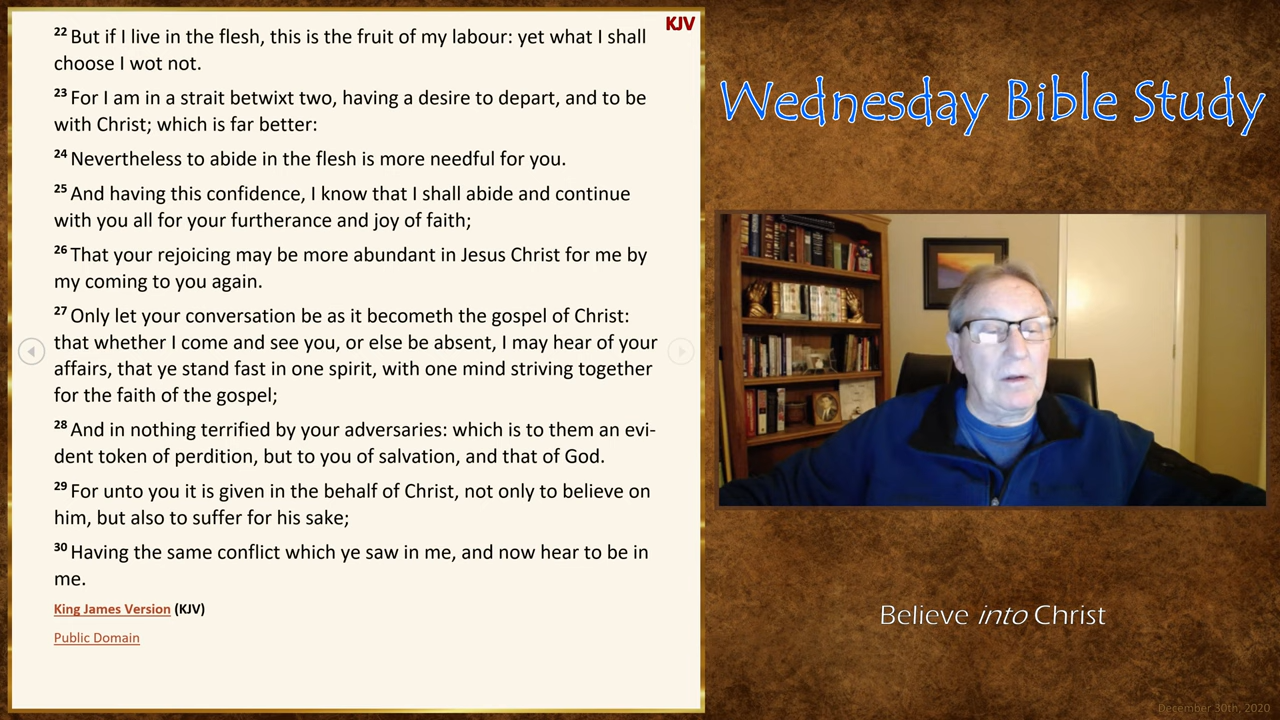 KJV
22 But if I live in the flesh, this is the fruit of my labour: yet what I shall
choose I wot not.
23 For I am in a strait betwixt two, having a desire to depart, and to be
with Christ; which is far better:
24 Nevertheless to abide in the flesh is more needful for you.
25 And having this confidence, I know that I shall abide and continue
with you all for your furtherance and joy of faith;
26 That your rejoicing may be more abundant in Jesus Christ for me by
my coming to you again.
27 Only let your conversation be as it becometh the gospel of Christ:
that whether I come and see you, or else be absent, I may hear of your
affairs, that ye stand fast in one spirit, with one mind striving together
for the faith of the gospel;
28 And in nothing terrified by your adversaries: which is to them an evi-
dent token of perdition, but to you of salvation, and that of God.
29 For unto you it is given in the behalf of Christ, not only to believe on
him, but also to suffer for his sake;
30 Having the same conflict which ye saw in me, and now hear to be in
me.
King James Version (KJV)
Public Domain
Wednesday Bible Study
Believe into Christ
December 30th, 2020